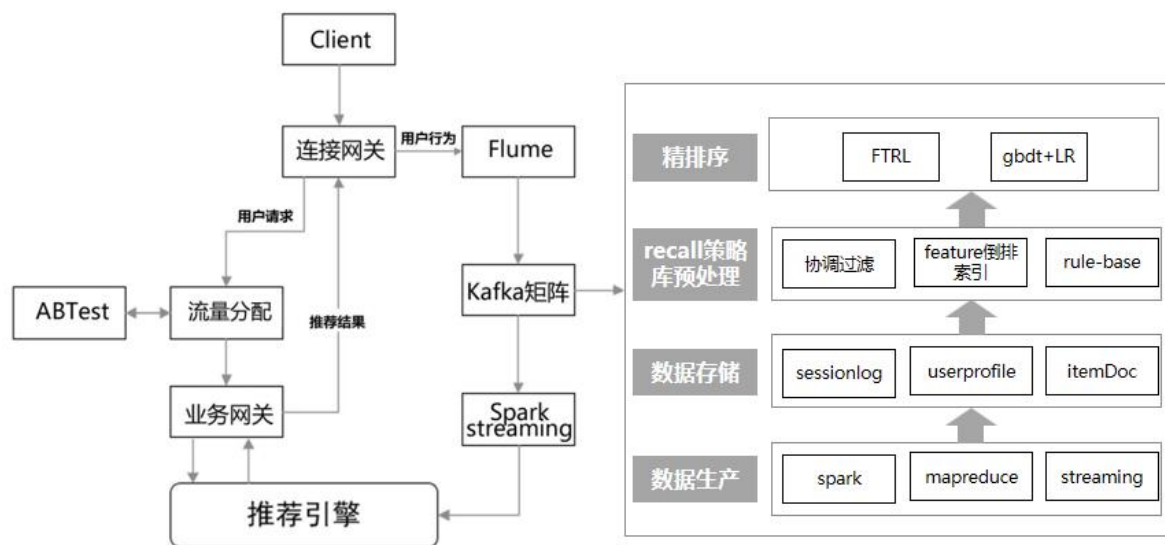 Client
连接网关
用户行为
Flume
用户请求
ABTest
流量分配
推荐结果
Kafka矩阵
业务网关
Spark
streaming
推荐引擎
精排序
FTRL
gbdt+LR
recall策略
库预处理
协调过滤
feature倒排
索引
rule-base
数据存储
sessionlog
userprofile
itemDoc
数据生产
spark
mapreduce
streaming